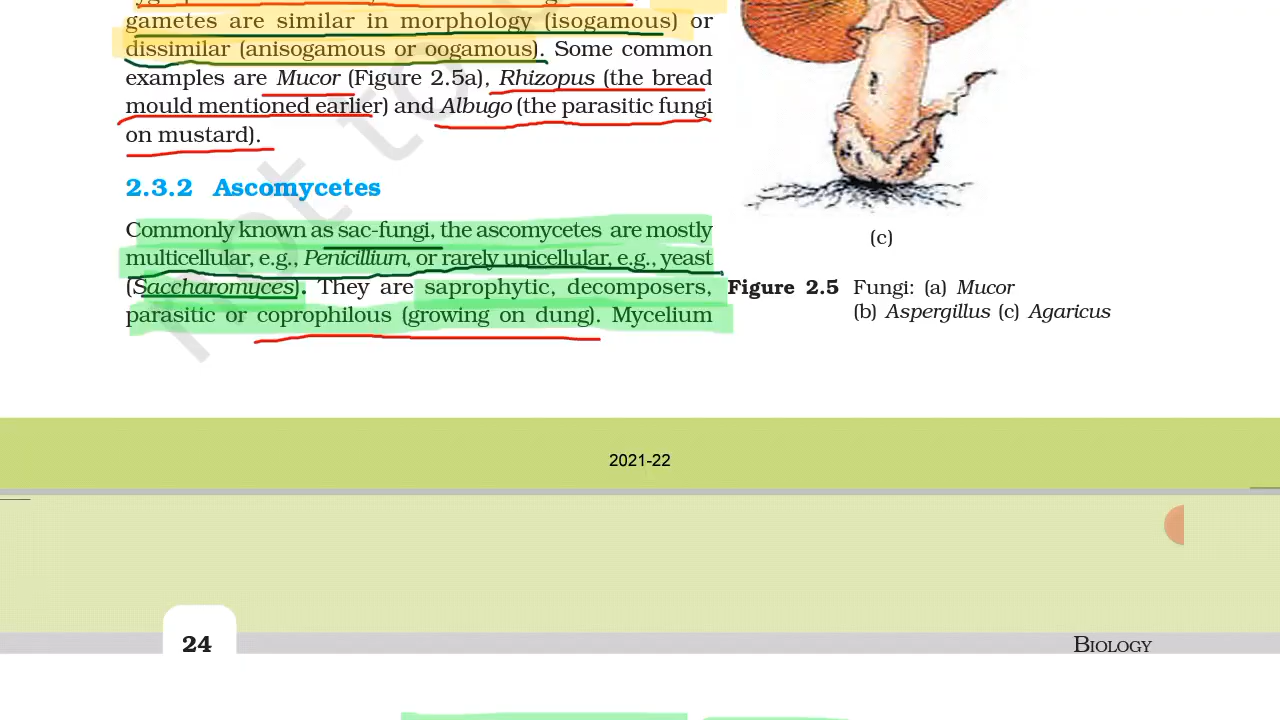 gametes are similar in morphology (isogamous) or
dissimilar (anisogamous or oogamous). Some common
examples are Mucor (Figure 2.5a), Rhizopus (the bread
mould mentioned earlier) and Albugo (the parasitic fungi
on mustard).
2.3.2 Ascomycetes
Commonly known as sac-fungi, the ascomycetes are mostly
multicellular, e.g., Penicillium, or rarely unicellular, e.g., yeast
(Saccharomyces). They are saprophytic, decomposers,
parasitic or coprophilous (growing on dung). Mycelium
(c)
Figure 2.5 Fungi: (a) Mucor
(b) Aspergillus (c) Agaricus
not to
2021-22
24
BIOLOGY